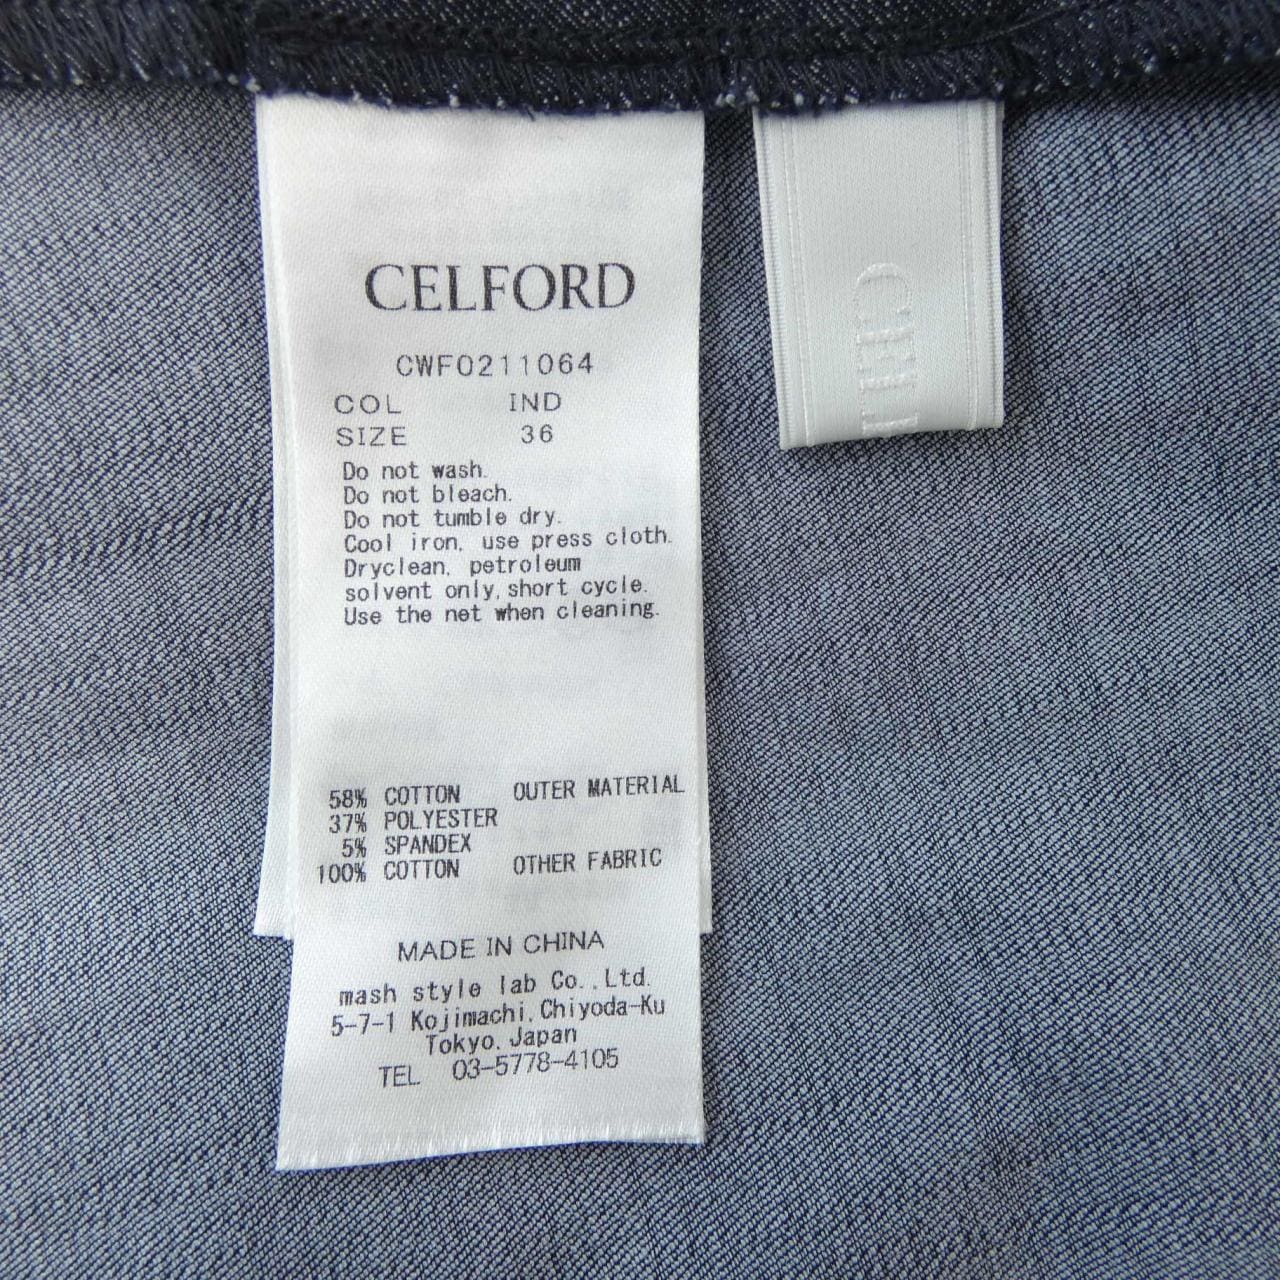 CELFORD
CWF0211064
COL IND
SIZE 36
Do not wash.
Do not bleach.
Do not tumble dry.
Cool iron, use press cloth.
Dryclean, petroleum
solvent only, short cycle.
Use the net when cleaning.
58% COTTON OUTER MATERIAL
37% POLYESTER
5% SPANDEX
100% COTTON OTHER FABRIC
MADE IN CHINA
mash style lab Co.,Ltd.
5-7-1 Kojimachi, Chiyoda-Ku
Tokyo, Japan
TEL 03-5778-4105